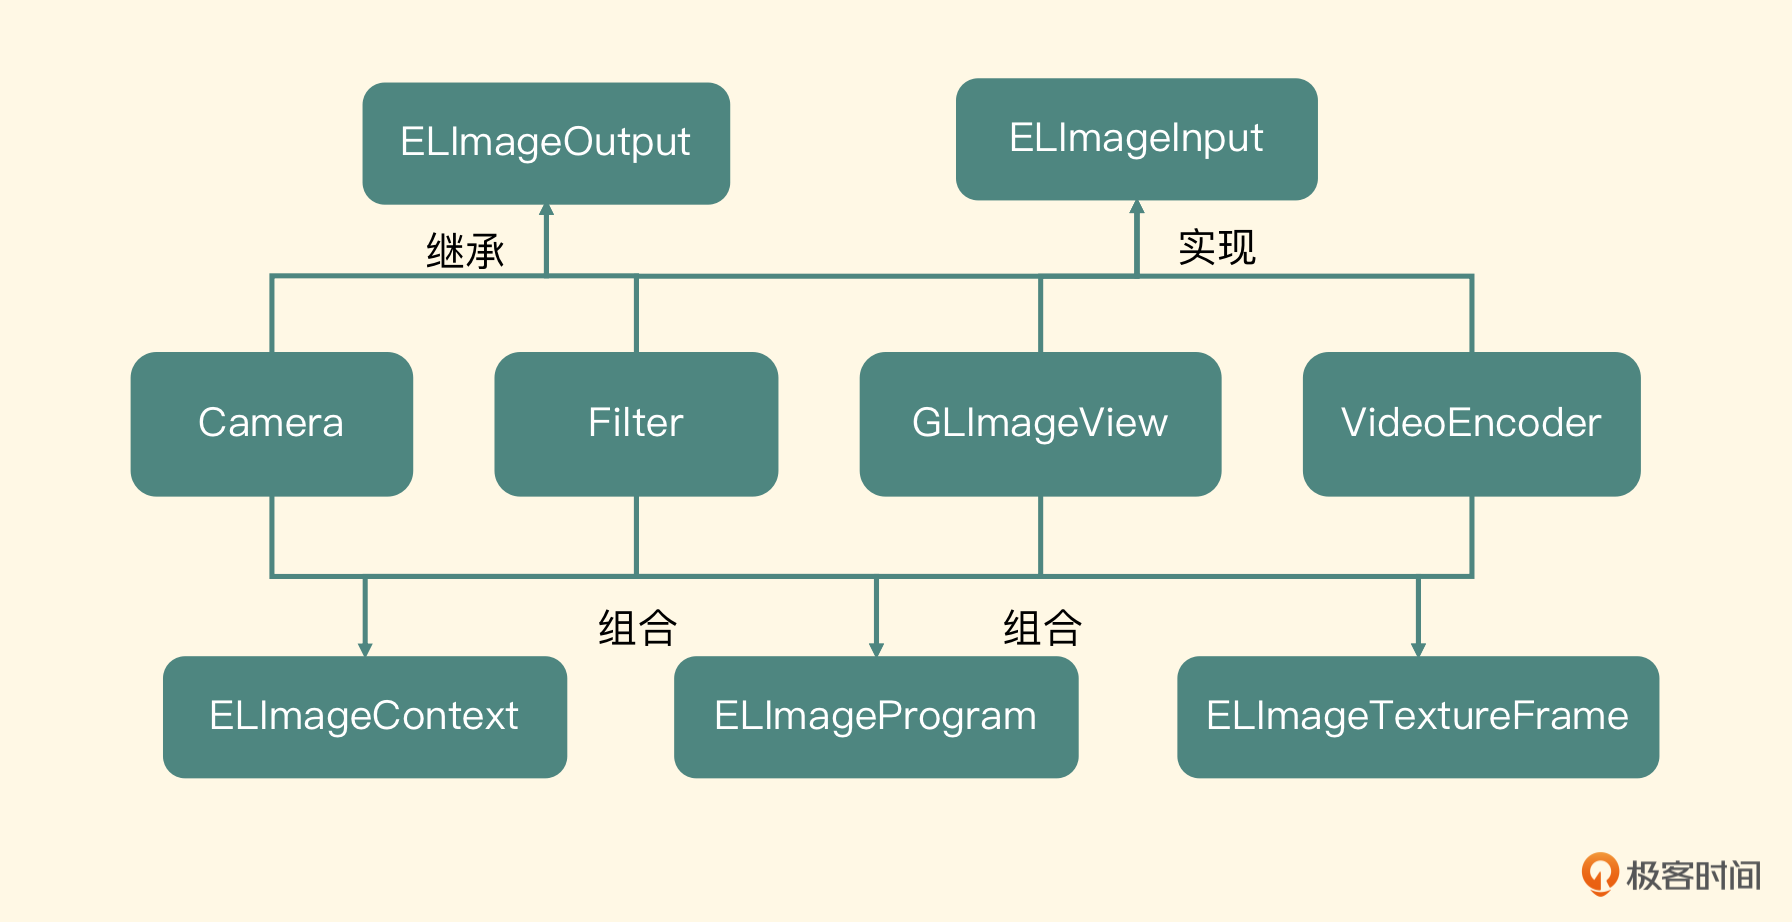 ELImageOutput
ELImageInput
继承
实现
Camera
Filter
GLImageView
VideoEncoder
组合
组合
ELImageContext
ELImageProgram
ELImageTextureFrame
极客时间